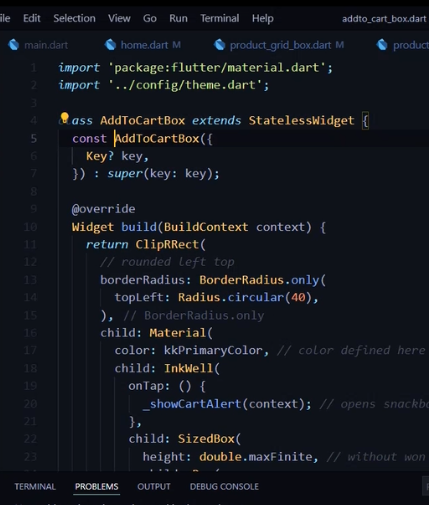 ile Edit Selection View Go Run Terminal Help addto_cart_box.dart
main.dart home.dart M product_grid_box.dart M product
1 import 'package:flutter/material.dart';
2 import '../config/theme.dart';
3
4 ass AddToCartBox extends StatelessWidget {
5 const AddToCartBox({
6 Key? key,
7 }) : super(key: key);
8
9 @override
10 Widget build(BuildContext context) {
11 return ClipRRect(
12 // rounded left top
13 borderRadius: BorderRadius.only(
14 topLeft: Radius.circular(40),
15 ), // BorderRadius.only
16 child: Material(
17 color: kkPrimaryColor, // color defined here
18 child: InkWell(
19 onTap: () {
20 _showCartAlert(context); // opens snackb
21 },
22 child: SizedBox(
23 height: double.maxFinite, // without won
TERMINAL PROBLEMS OUTPUT DEBUG CONSOLE